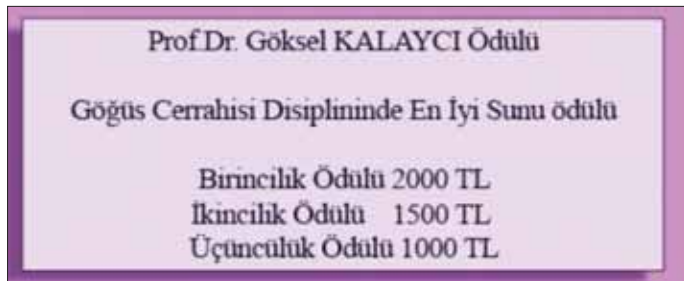 Prof.Dr. Göksel KALAYCI Ödülü
Göğüs Cerrahisi Disiplininde En İyi Sunu ödülü
Birincilik Ödülü 2000 TL
İkincilik Ödülü 1500 TL
Üçüncülük Ödülü 1000 TL